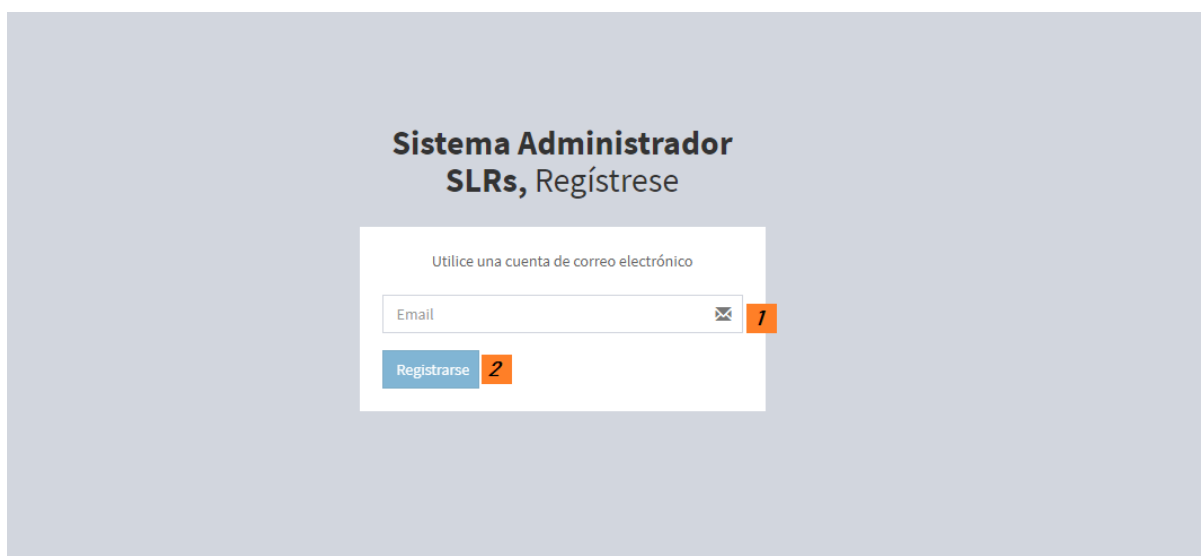 Sistema Administrador
SLRs, Regístrese
Utilice una cuenta de correo electrónico
Email
1
Registrarse
2